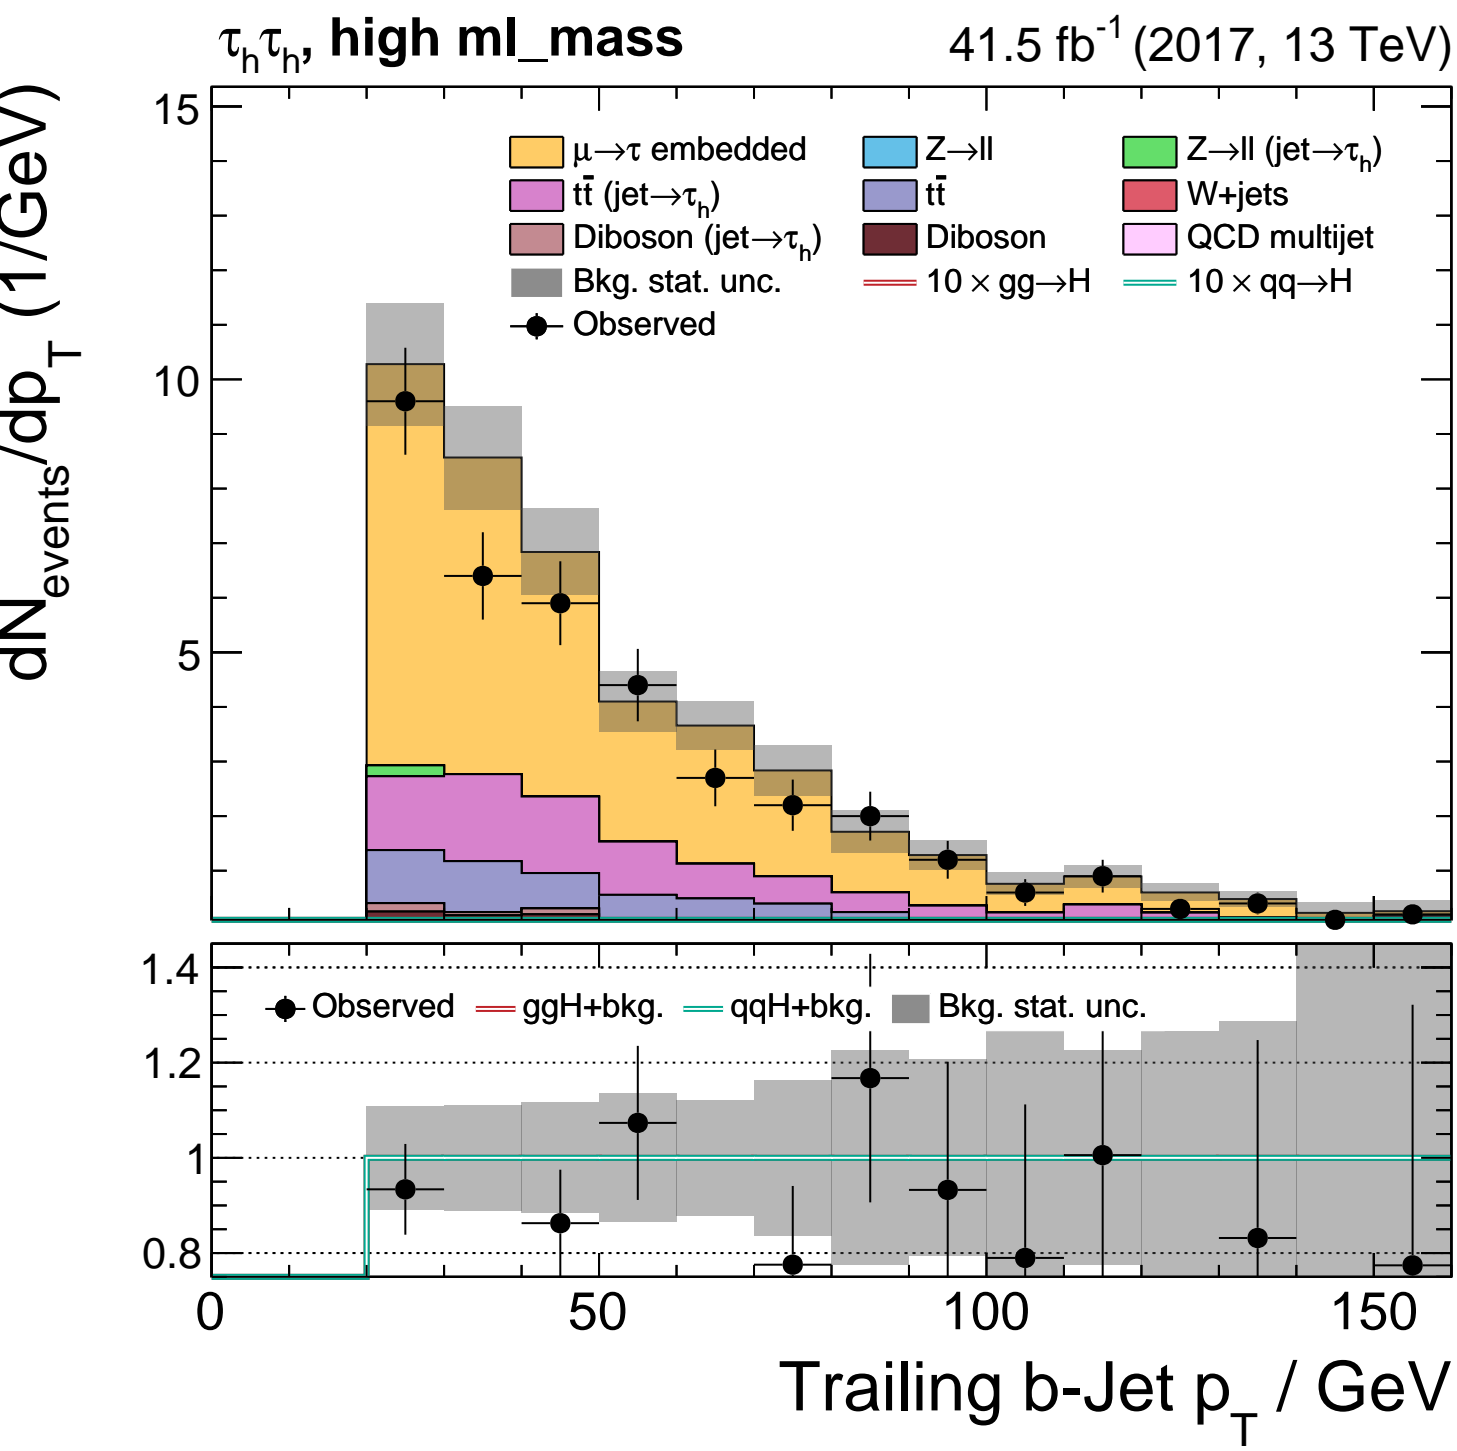 τhτh, high ml_mass
41.5 fb-1 (2017, 13 TeV)
dNevents/dpT (1/GeV)
15
10
5
μ→τ embedded
Z→ll
Z→ll (jet→τh)
tt̄ (jet→τh)
tt̄
W+jets
Diboson (jet→τh)
Diboson
QCD multijet
Bkg. stat. unc.
10 × gg→H
10 × qq→H
Observed
1.4
1.2
1
0.8
Observed
ggH+bkg.
qqH+bkg.
Bkg. stat. unc.
0
50
100
150
Trailing b-Jet pT / GeV